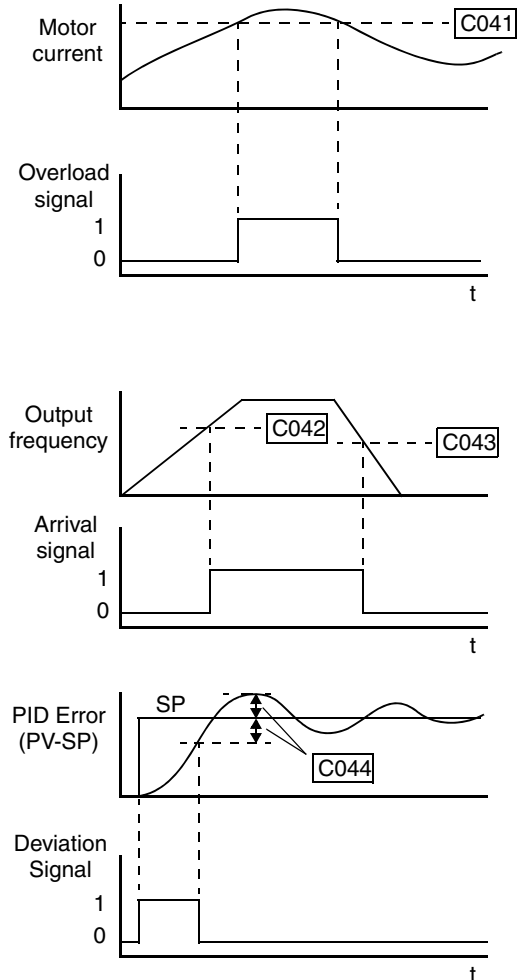 Motor
current
C041
Overload
signal
1
0
t
Output
frequency
C042
C043
Arrival
signal
1
0
t
SP
PID Error
(PV-SP)
C044
Deviation
Signal
1
0
t